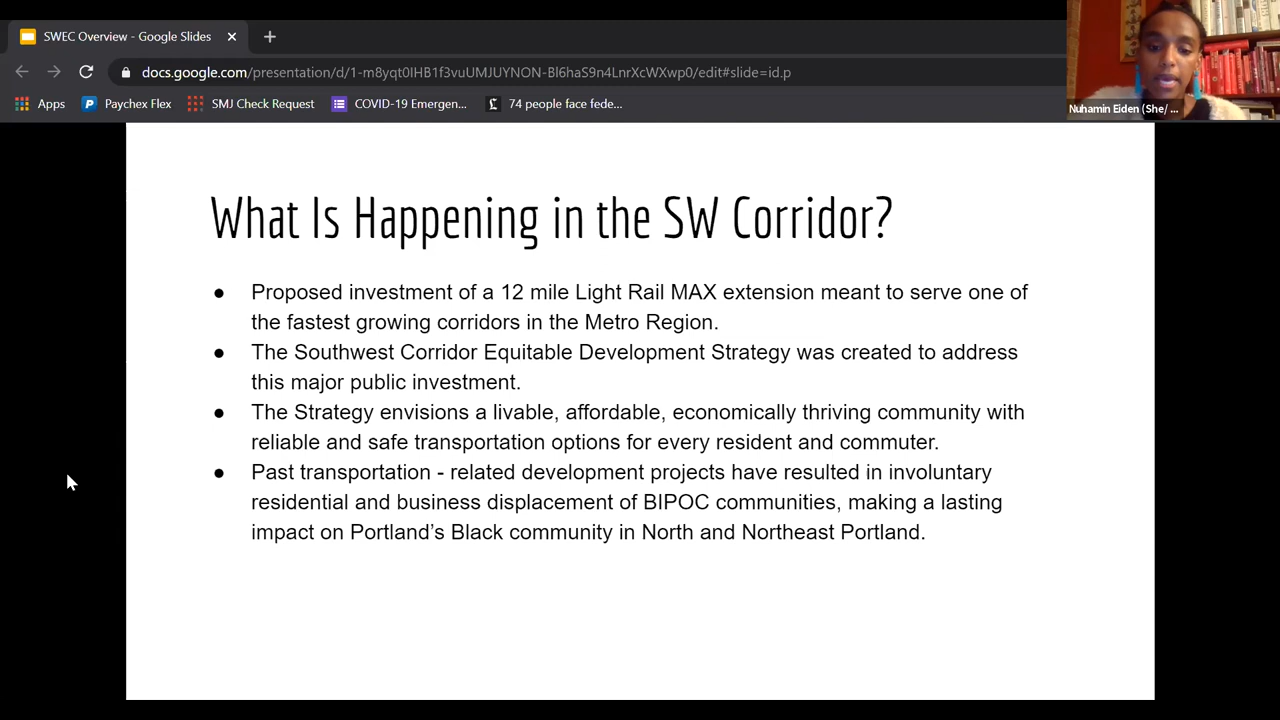 SWEC Overview - Google Slides
docs.google.com/presentation/d/1-m8yqt0IHB1f3vuUMJUYNON-Bl6haS9n4LnrXcWXwp0/edit#slide=id.p
Apps
Paychex Flex
SMJ Check Request
COVID-19 Emergen...
74 people face fede...
Nuhamin Eiden (She/ ...
What Is Happening in the SW Corridor?
● Proposed investment of a 12 mile Light Rail MAX extension meant to serve one of
the fastest growing corridors in the Metro Region.
● The Southwest Corridor Equitable Development Strategy was created to address
this major public investment.
● The Strategy envisions a livable, affordable, economically thriving community with
reliable and safe transportation options for every resident and commuter.
● Past transportation - related development projects have resulted in involuntary
residential and business displacement of BIPOC communities, making a lasting
impact on Portland’s Black community in North and Northeast Portland.